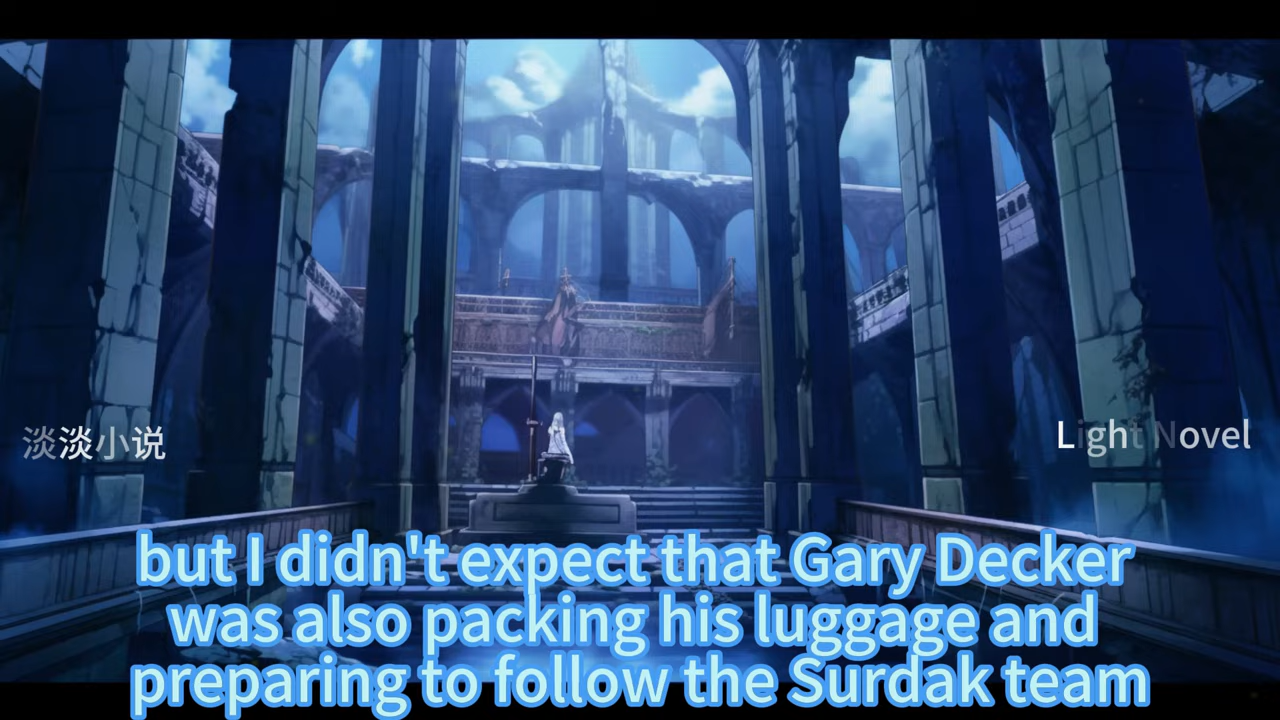 淡淡小说
Light Novel
but I didn't expect that Gary Decker
was also packing his luggage and
preparing to follow the Surdak team